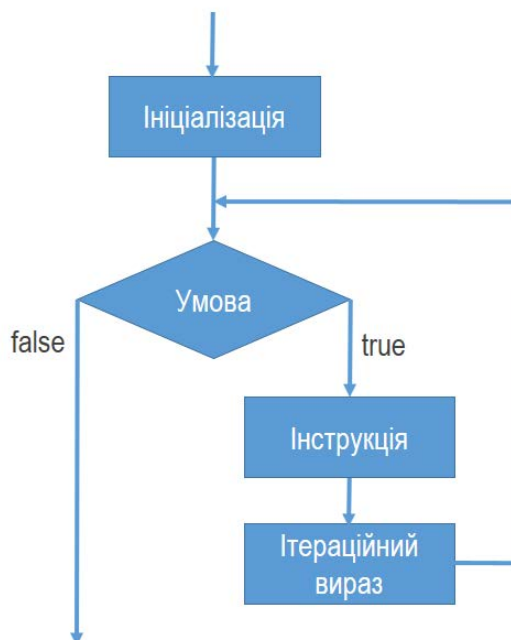 Ініціалізація
Умова
false
true
Інструкція
Ітераційний
вираз